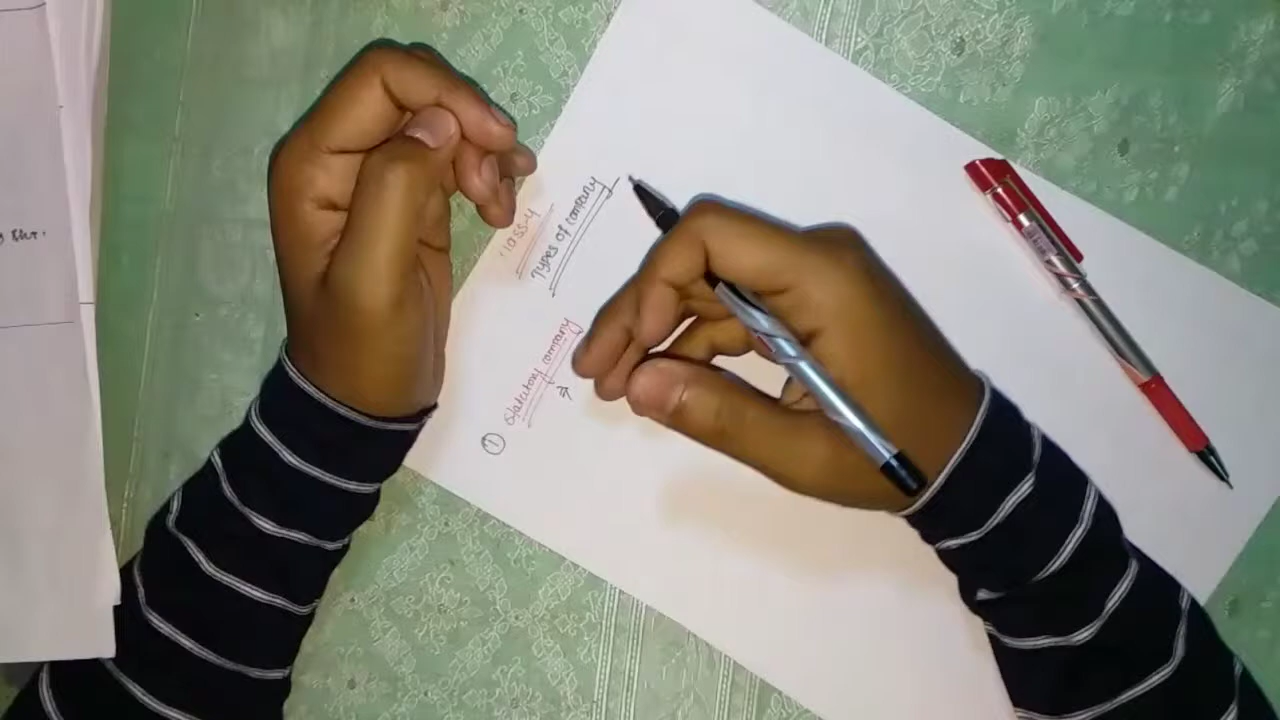 Class-4
Types of company
① Statutory company
⇒